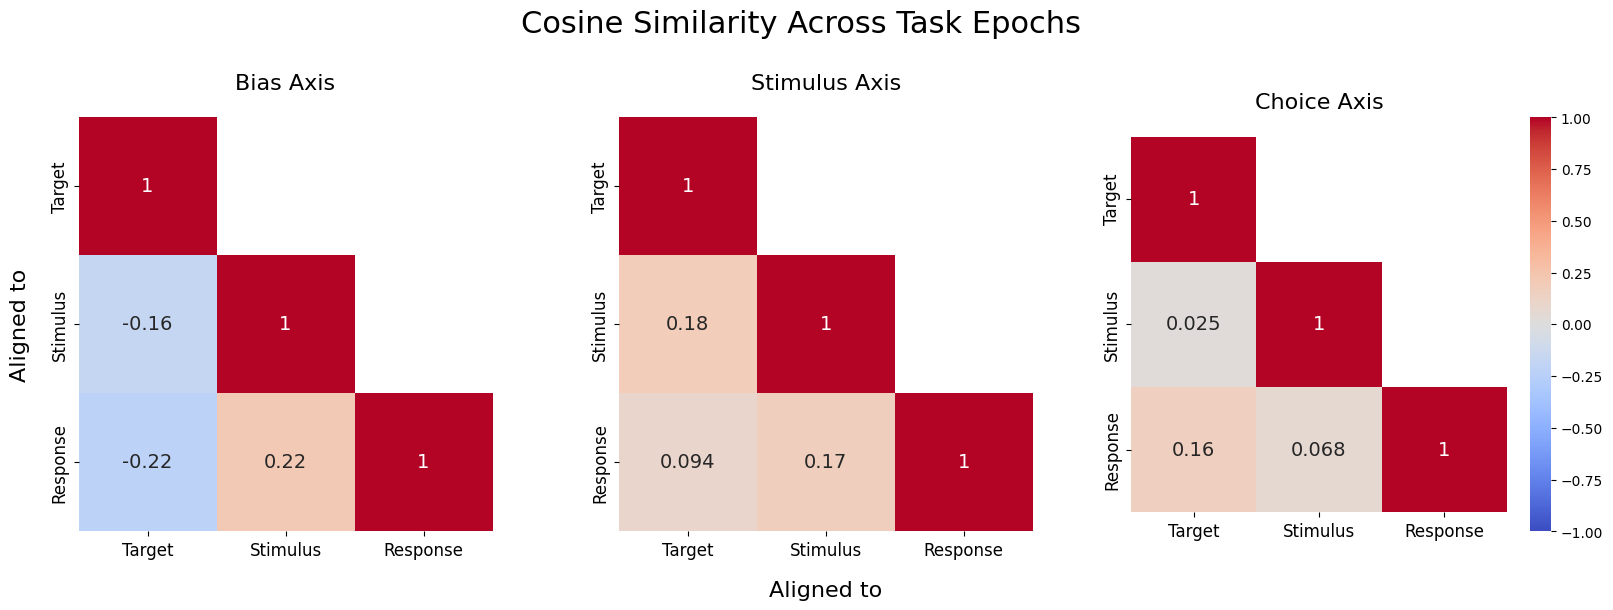 Cosine Similarity Across Task Epochs
Bias Axis
Aligned to
Target
Stimulus
Response
1
-0.16
1
-0.22
0.22
1
Target
Stimulus
Response
Stimulus Axis
Target
Stimulus
Response
1
0.18
1
0.094
0.17
1
Target
Stimulus
Response
Aligned to
Choice Axis
Target
Stimulus
Response
1
0.025
1
0.16
0.068
1
Target
Stimulus
Response
1.00
0.75
0.50
0.25
0.00
−0.25
−0.50
−0.75
−1.00